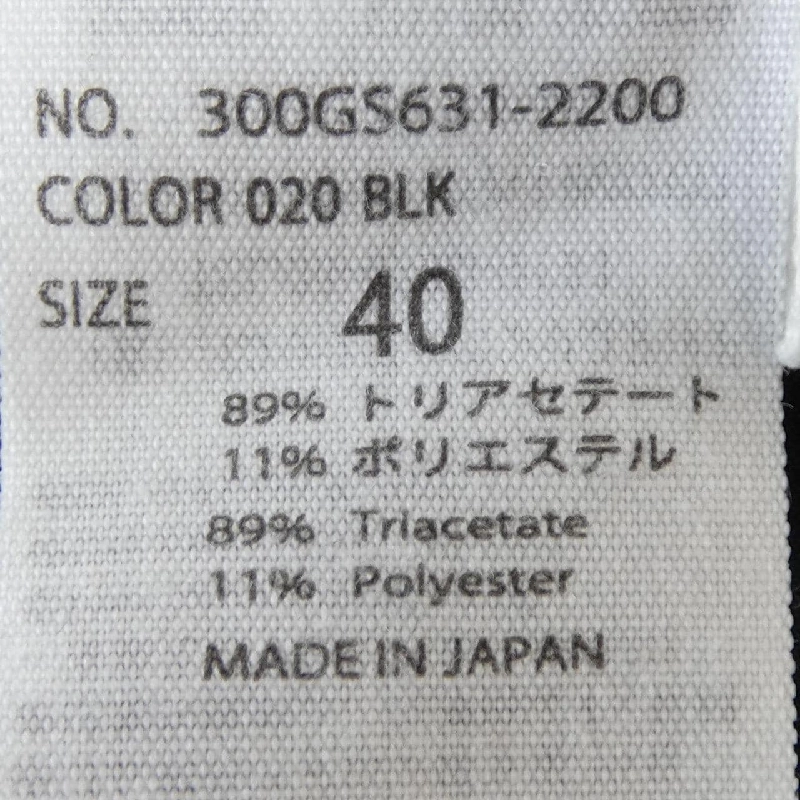 NO. 300GS631-2200
COLOR 020 BLK
SIZE 40
89% トリアセテート
11% ポリエステル
89% Triacetate
11% Polyester
MADE IN JAPAN